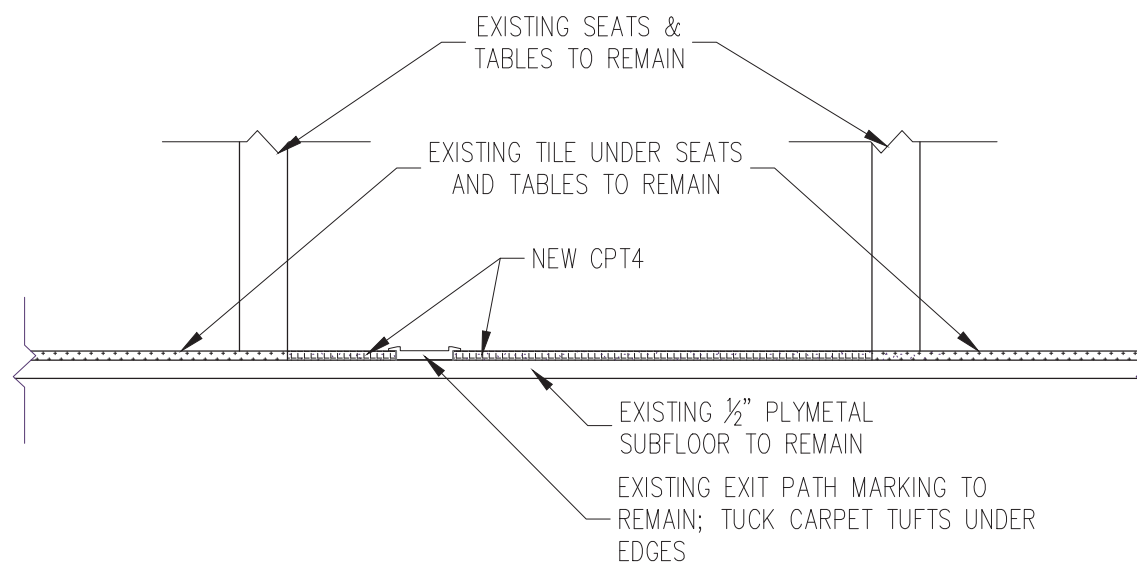 EXISTING SEATS &
TABLES TO REMAIN
EXISTING TILE UNDER SEATS
AND TABLES TO REMAIN
NEW CPT4
EXISTING ½" PLYMETAL
SUBFLOOR TO REMAIN
EXISTING EXIT PATH MARKING TO
REMAIN; TUCK CARPET TUFTS UNDER
EDGES